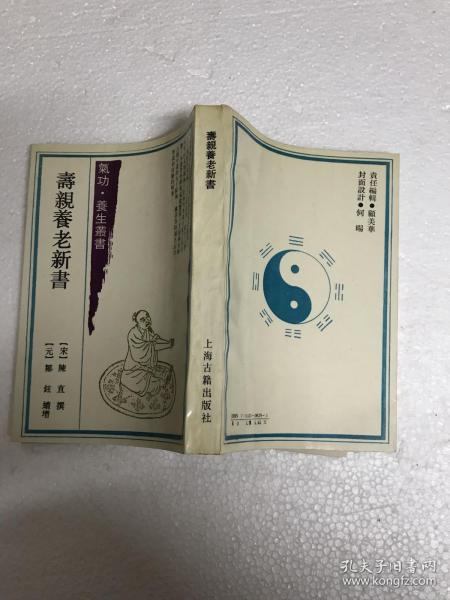 氣功·養生叢書
壽親養老新書
［宋］陳直撰
［元］鄒鉉續增
壽親養老新書
上海古籍出版社
責任編輯●顧美華
封面設計●何暘
孔夫子旧书网
www.kongfz.com